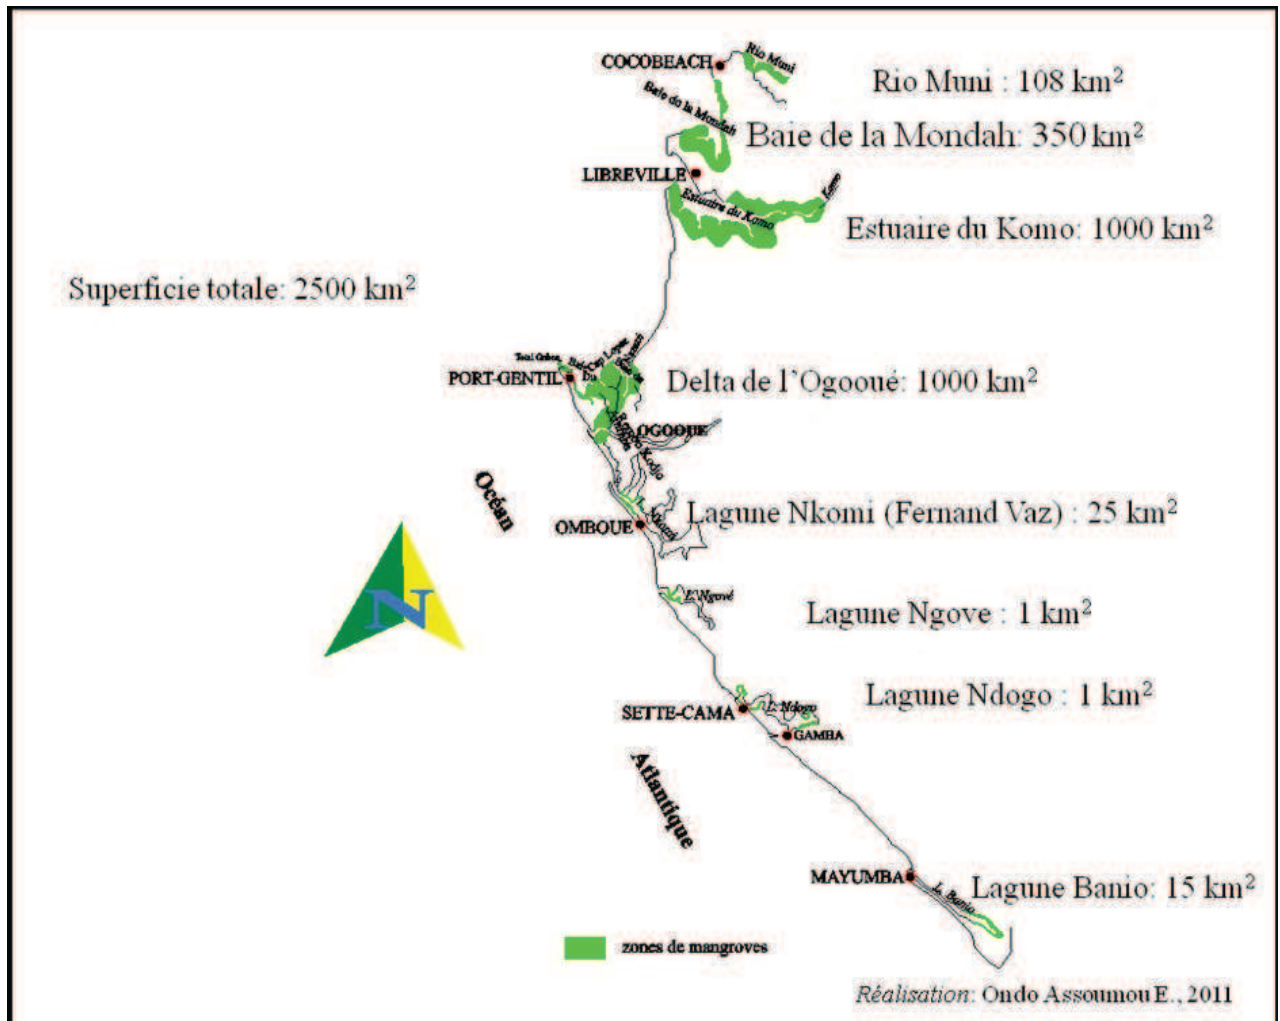 COCOBEACH
Rio Muni
Rio Muni : 108 km²
Baie de la Mondah
Baie de la Mondah: 350 km²
LIBREVILLE
Estuaire du Komo
Komo
Estuaire du Komo: 1000 km²
Superficie totale: 2500 km²
PORT-GENTIL
Delta de l'Ogooué: 1000 km²
OGOOUE
Océan
OMBOUE
Lagune Nkomi (Fernand Vaz) : 25 km²
L. Ngové
Lagune Ngove : 1 km²
Lagune Ndogo : 1 km²
SETTE-CAMA
L. Ndogo
GAMBA
Atlantique
MAYUMBA
L. Banio
Lagune Banio: 15 km²
zones de mangroves
N
Réalisation: Ondo Assoumou E., 2011